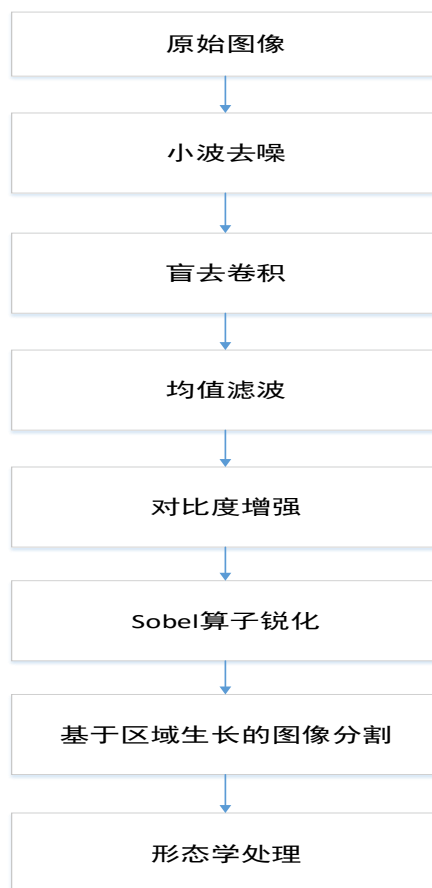 原始图像
小波去噪
盲去卷积
均值滤波
对比度增强
Sobel算子锐化
基于区域生长的图像分割
形态学处理